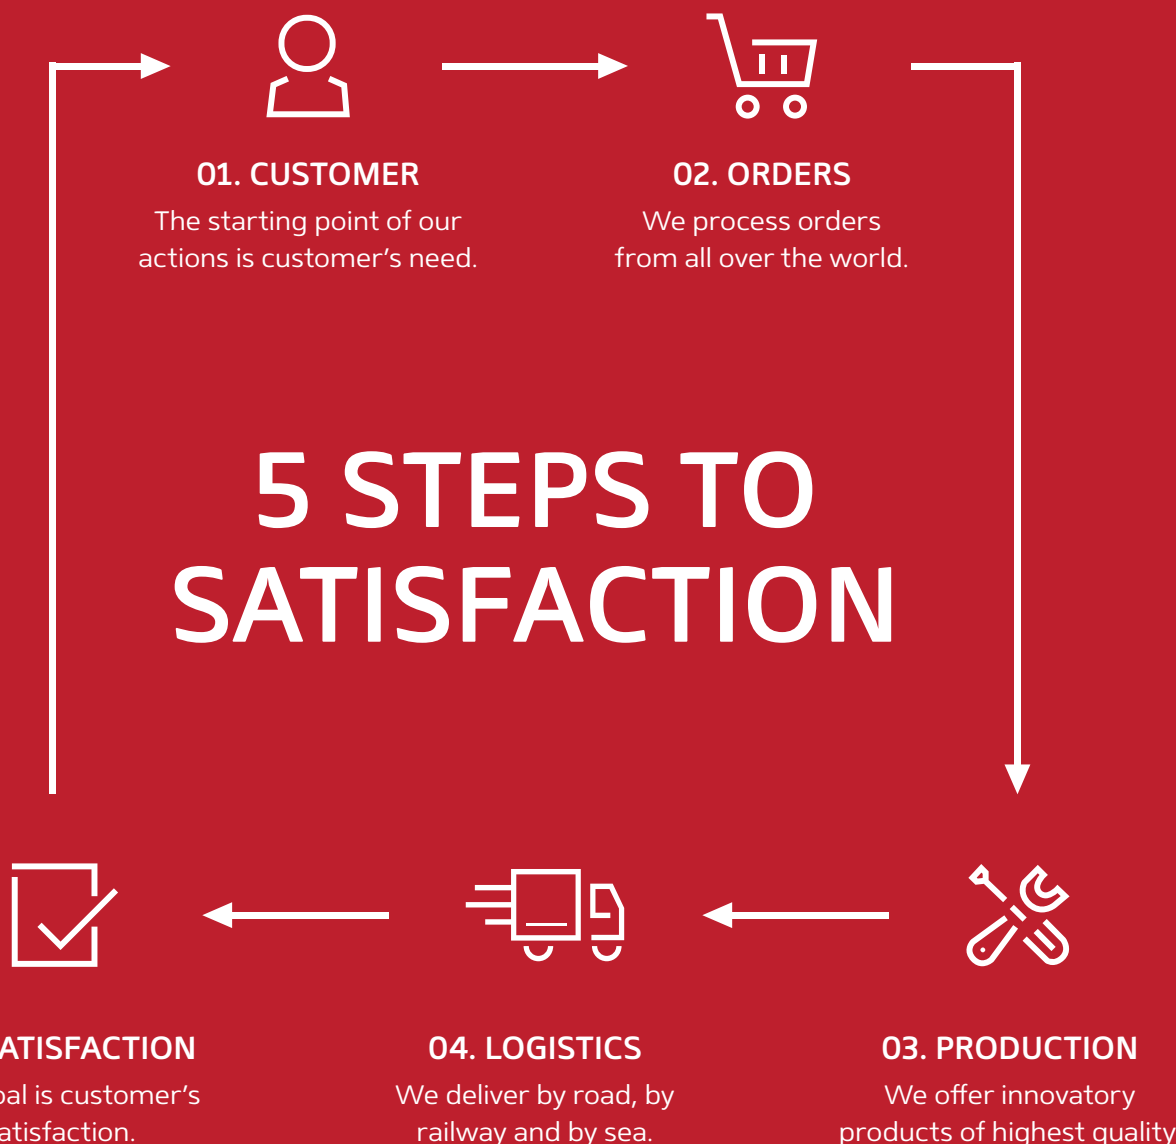 01. CUSTOMER
The starting point of our
actions is customer’s need.
02. ORDERS
We process orders
from all over the world.
5 STEPS TO
SATISFACTION
03. PRODUCTION
We offer innovatory
products of highest quality
04. LOGISTICS
We deliver by road, by
railway and by sea.
ATISFACTION
oal is customer’s
atisfaction.